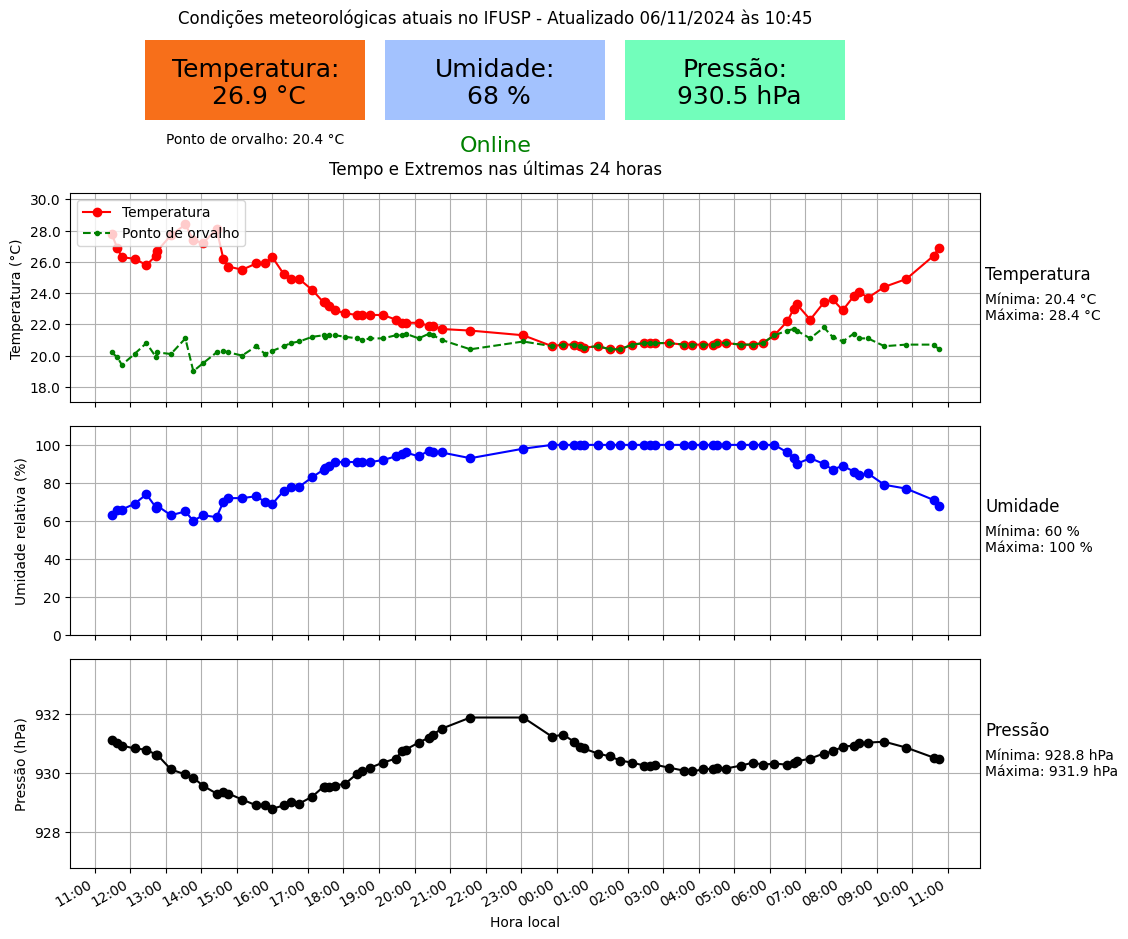 Condições meteorológicas atuais no IFUSP - Atualizado 06/11/2024 às 10:45
Temperatura:
26.9 °C
Umidade:
68 %
Pressão:
930.5 hPa
Ponto de orvalho: 20.4 °C
Online
Tempo e Extremos nas últimas 24 horas
Temperatura (°C)
30.0
28.0
26.0
24.0
22.0
20.0
18.0
Temperatura
Ponto de orvalho
Temperatura
Mínima: 20.4 °C
Máxima: 28.4 °C
Umidade relativa (%)
100
80
60
40
20
0
Umidade
Mínima: 60 %
Máxima: 100 %
Pressão (hPa)
932
930
928
Pressão
Mínima: 928.8 hPa
Máxima: 931.9 hPa
11:00 12:00 13:00 14:00 15:00 16:00 17:00 18:00 19:00 20:00 21:00 22:00 23:00 00:00 01:00 02:00 03:00 04:00 05:00 06:00 07:00 08:00 09:00 10:00 11:00
Hora local